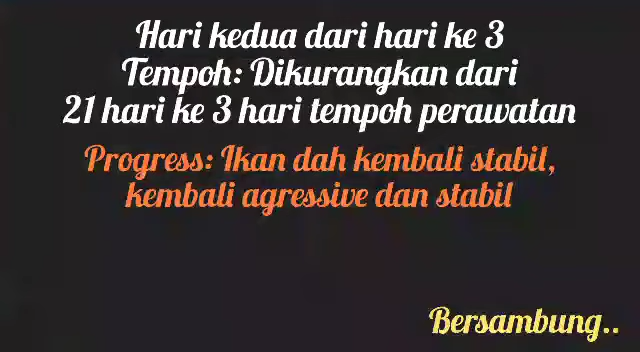 Hari kedua dari hari ke 3
Tempoh: Dikurangkan dari
21 hari ke 3 hari tempoh perawatan
Progress: Ikan dah kembali stabil,
kembali agressive dan stabil
Bersambung..